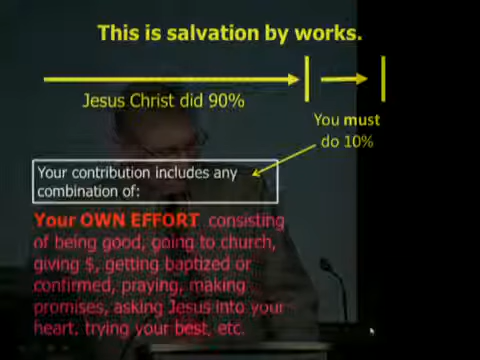 This is salvation by works.
Jesus Christ did 90%
You must
do 10%
Your contribution includes any
combination of:
Your OWN EFFORT consisting
of being good, going to church,
giving $, getting baptized or
confirmed, praying, making
promises, asking Jesus into your
heart, trying your best, etc.